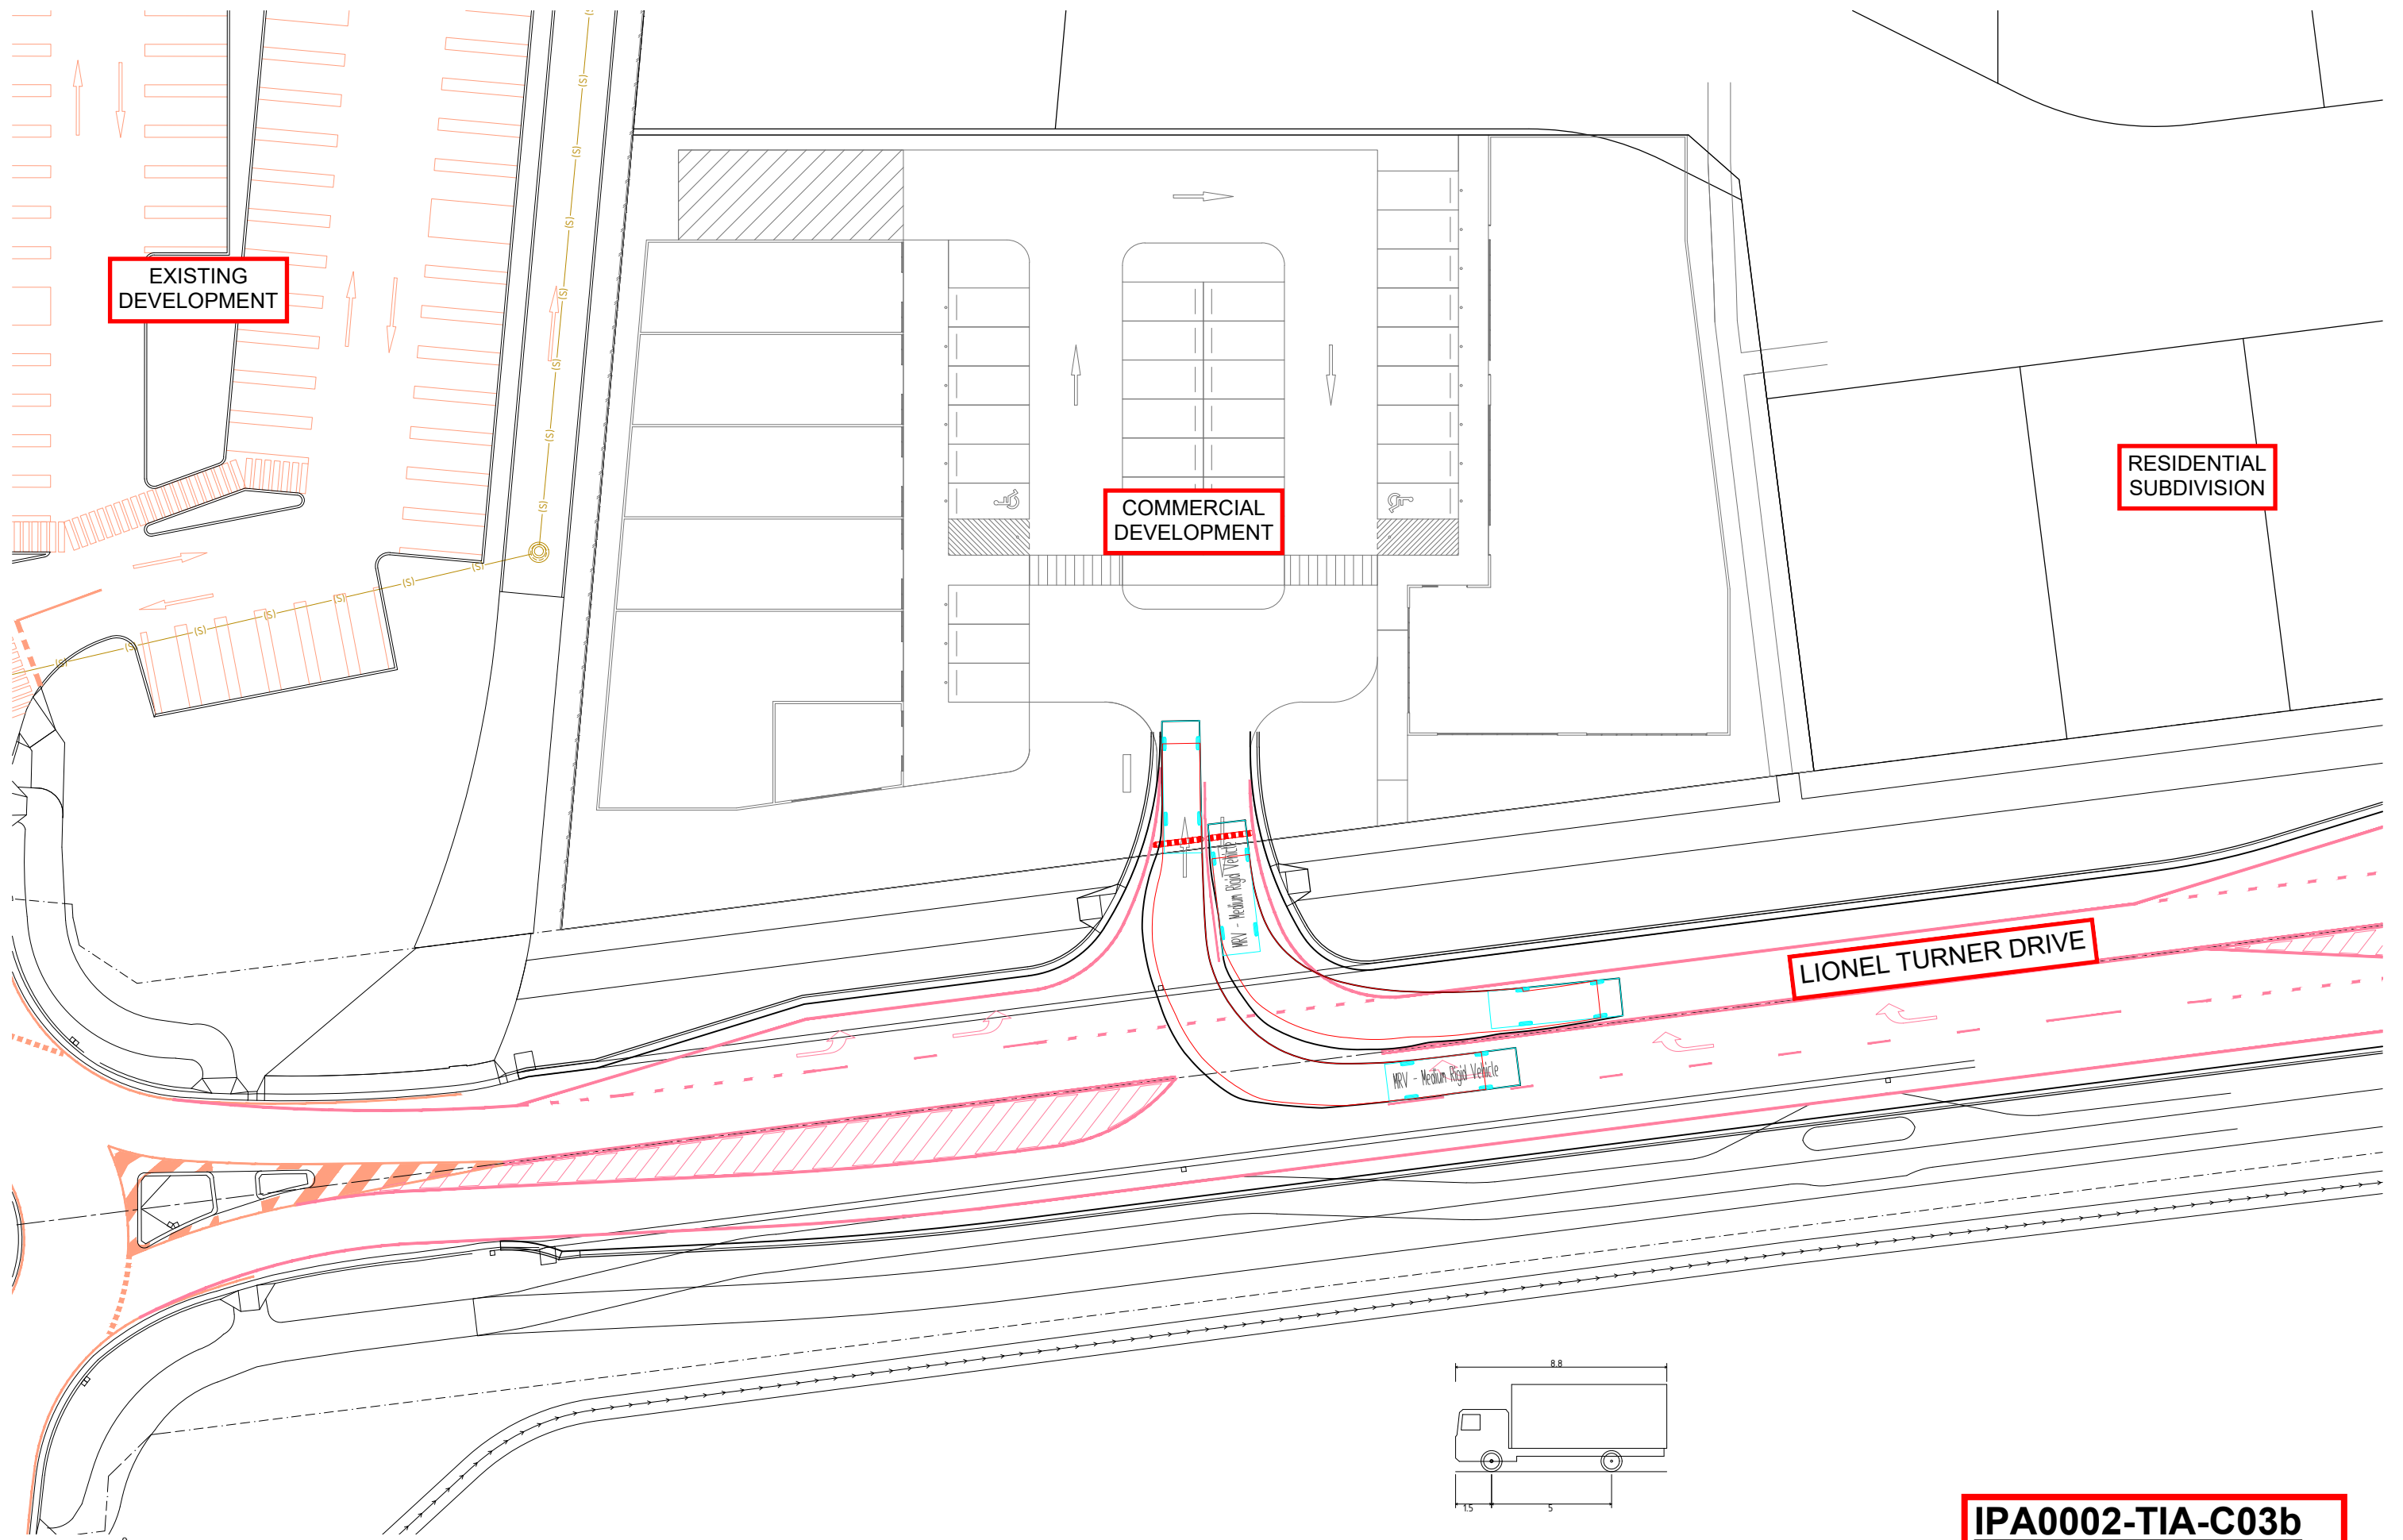 (S)
(S)
(S)
(S)
(S)
(S)
(S)
(S)
EXISTING
DEVELOPMENT
COMMERCIAL
DEVELOPMENT
RESIDENTIAL
SUBDIVISION
(S)
(S)
(S)
(S)
(S)
(S)
(S)
MRV - Medium Rigid Vehicle
LIONEL TURNER DRIVE
MRV - Medium Rigid Vehicle
8.8
1.5
5
IPA0002-TIA-C03b